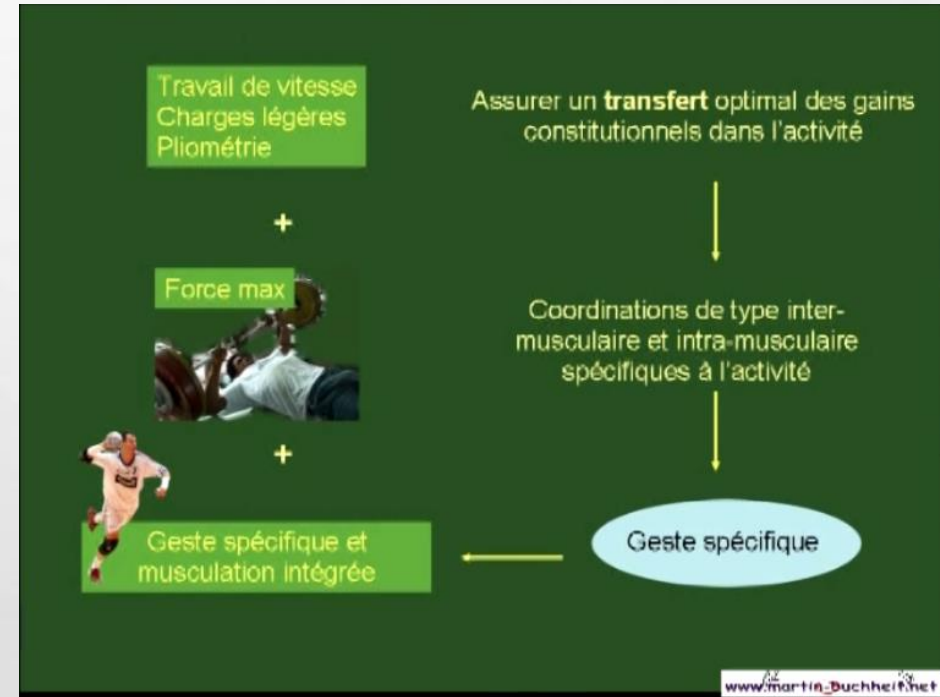 Travail de vitesse
Charges légères
Pliométrie
+
Force max
+
Geste spécifique et
musculation intégrée
Assurer un transfert optimal des gains
constitutionnels dans l'activité
Coordinations de type inter-
musculaire et intra-musculaire
spécifiques à l'activité
Geste spécifique
www.martin-Buchheit.net